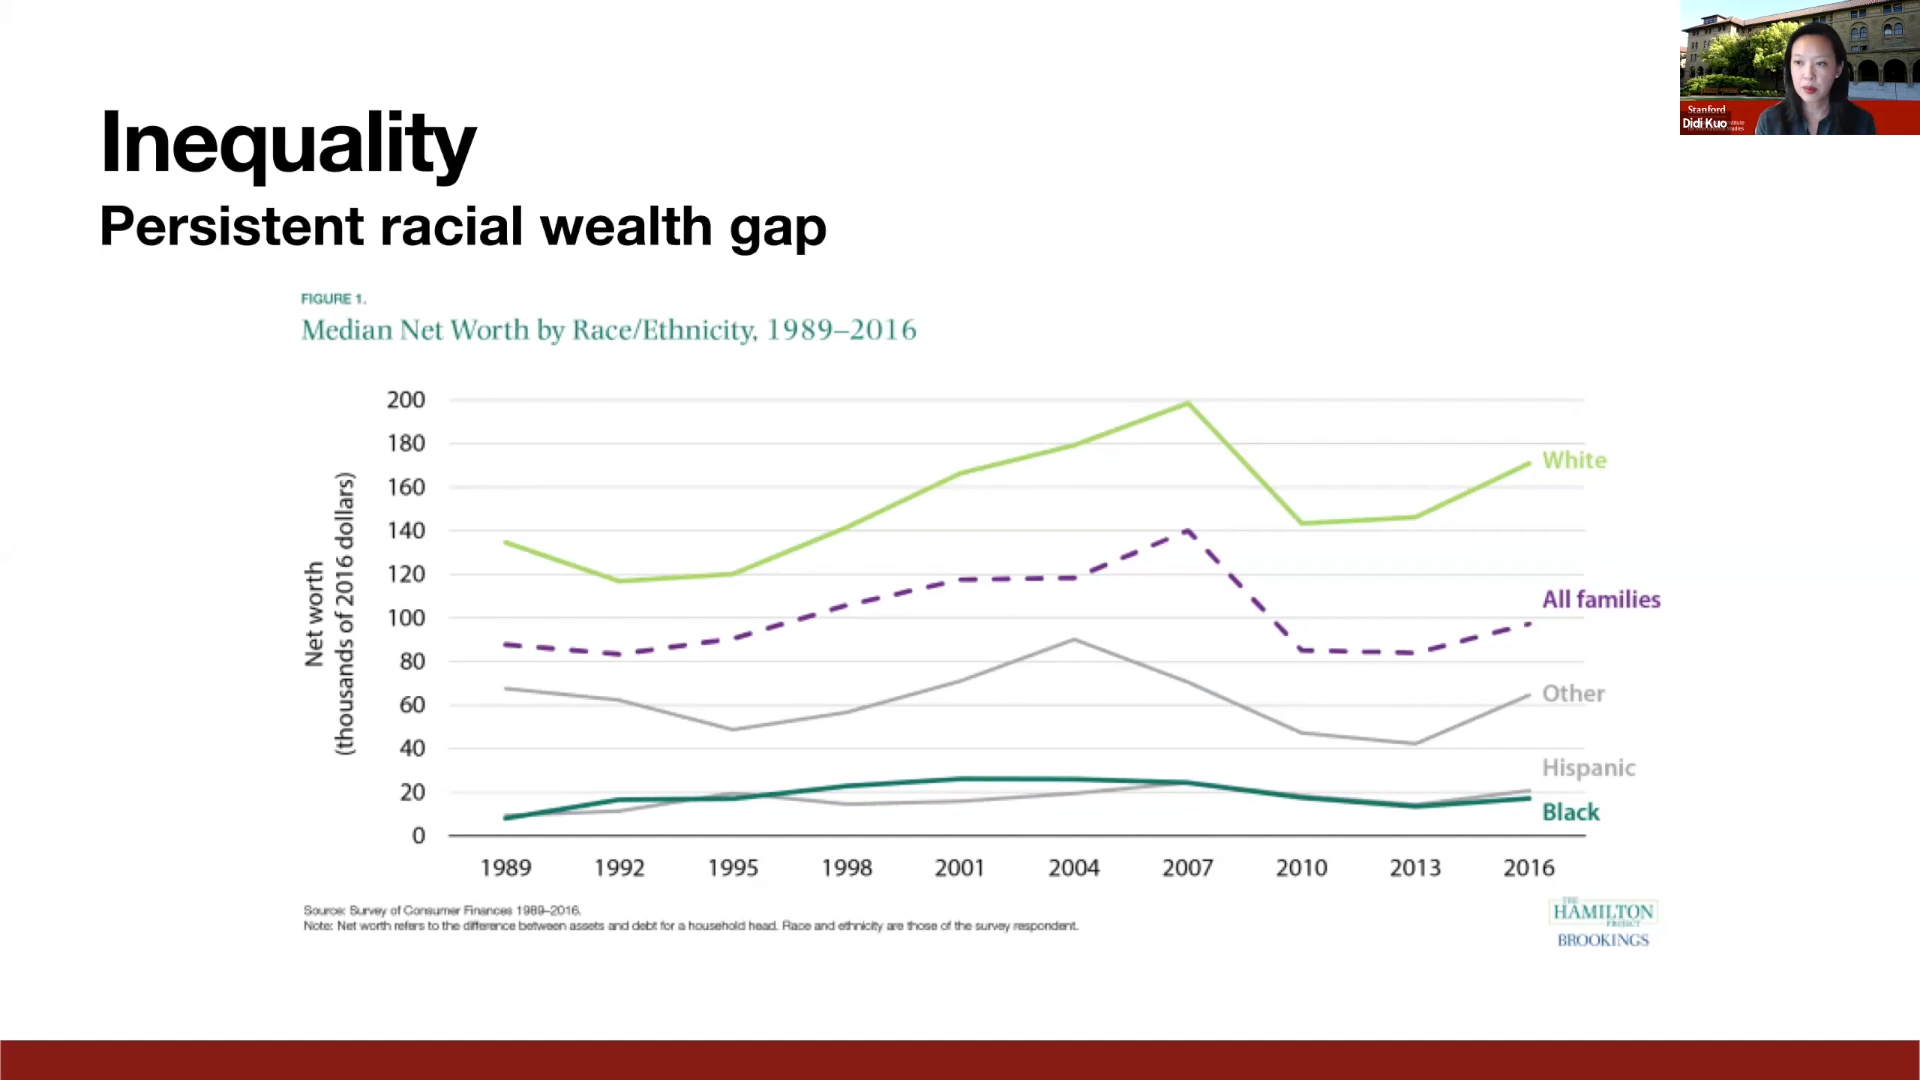 Inequality
Persistent racial wealth gap
Stanford
Didi Kuo
FIGURE 1.
Median Net Worth by Race/Ethnicity, 1989–2016
Net worth
(thousands of 2016 dollars)
200
180
160
140
120
100
80
60
40
20
0
White
All families
Other
Hispanic
Black
1989 1992 1995 1998 2001 2004 2007 2010 2013 2016
Source: Survey of Consumer Finances 1989–2016.
Note: Net worth refers to the difference between assets and debt for a household head. Race and ethnicity are those of the survey respondent.
THE
HAMILTON
PROJECT
BROOKINGS